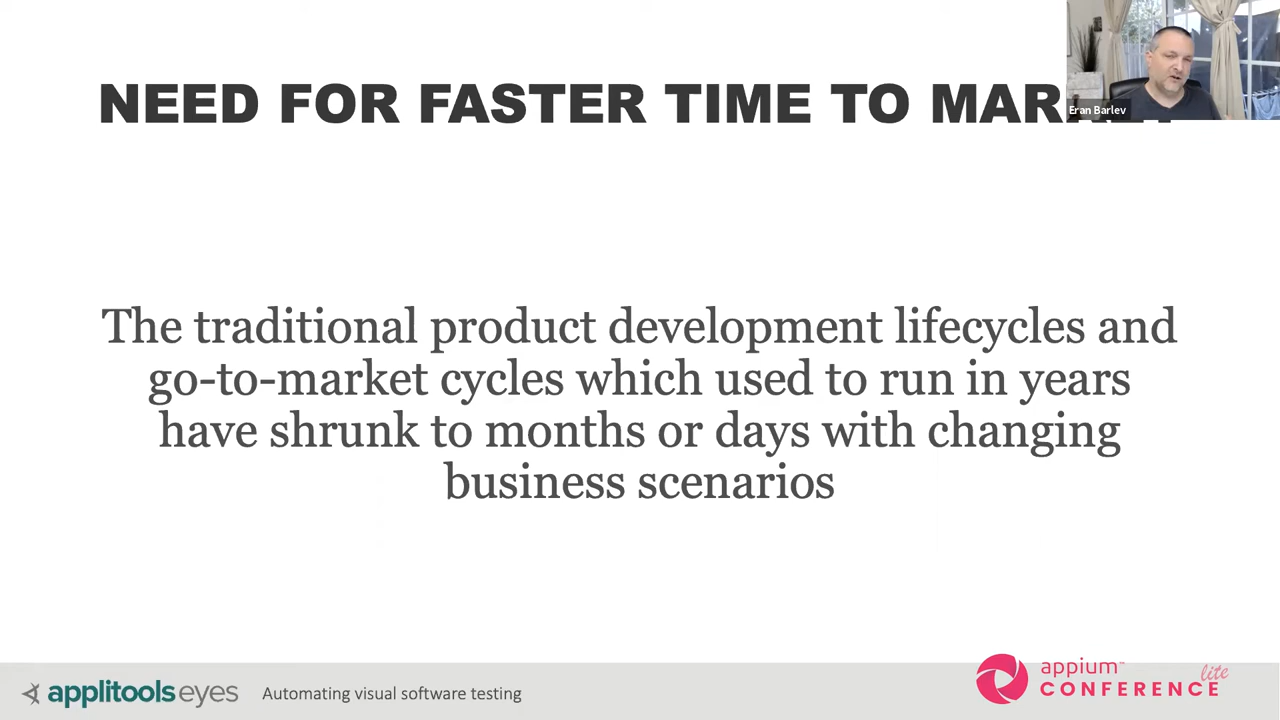 NEED FOR FASTER TIME TO
Eran Barlev
The traditional product development lifecycles and
go-to-market cycles which used to run in years
have shrunk to months or days with changing
business scenarios
applitools eyes
Automating visual software testing
appium™
CONFERENCE
lite